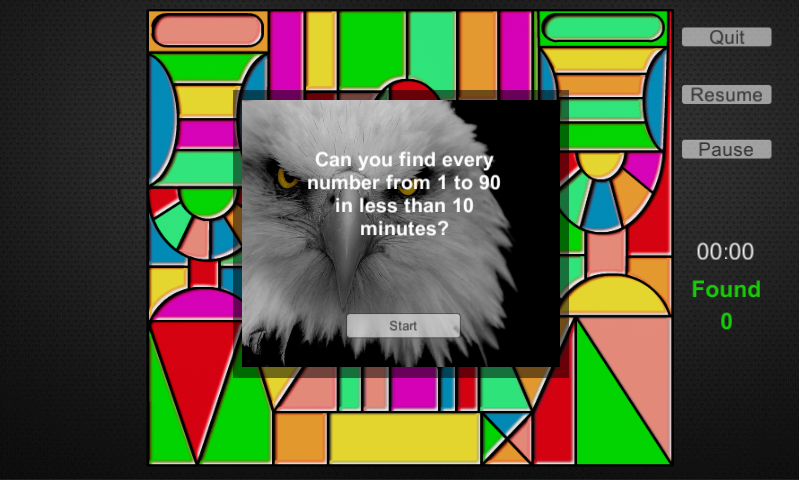 Quit
Resume
Pause
Can you find every
number from 1 to 90
in less than 10
minutes?
Start
00:00
Found
0